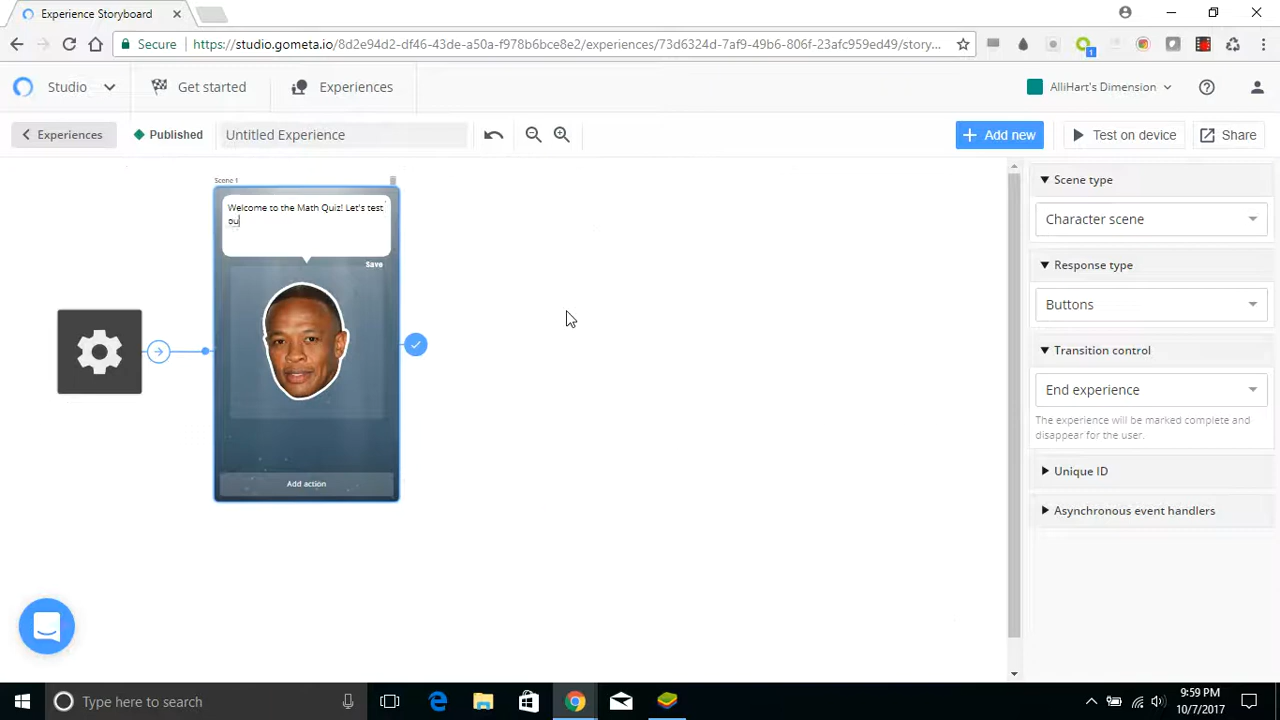 Experience Storyboard
Secure
https://studio.gometa.io/8d2e94d2-df46-43de-a50a-f978b6bce8e2/experiences/73d6324d-7af9-49b6-806f-23afc959ed49/story...
1
Studio
Get started
Experiences
AlliHart's Dimension
Experiences
Published
Untitled Experience
Add new
Test on device
Share
Scene 1
Welcome to the Math Quiz! Let's test
ou
Save
Add action
Scene type
Character scene
Response type
Buttons
Transition control
End experience
The experience will be marked complete and
disappear for the user.
Unique ID
Asynchronous event handlers
Type here to search
9:59 PM
10/7/2017